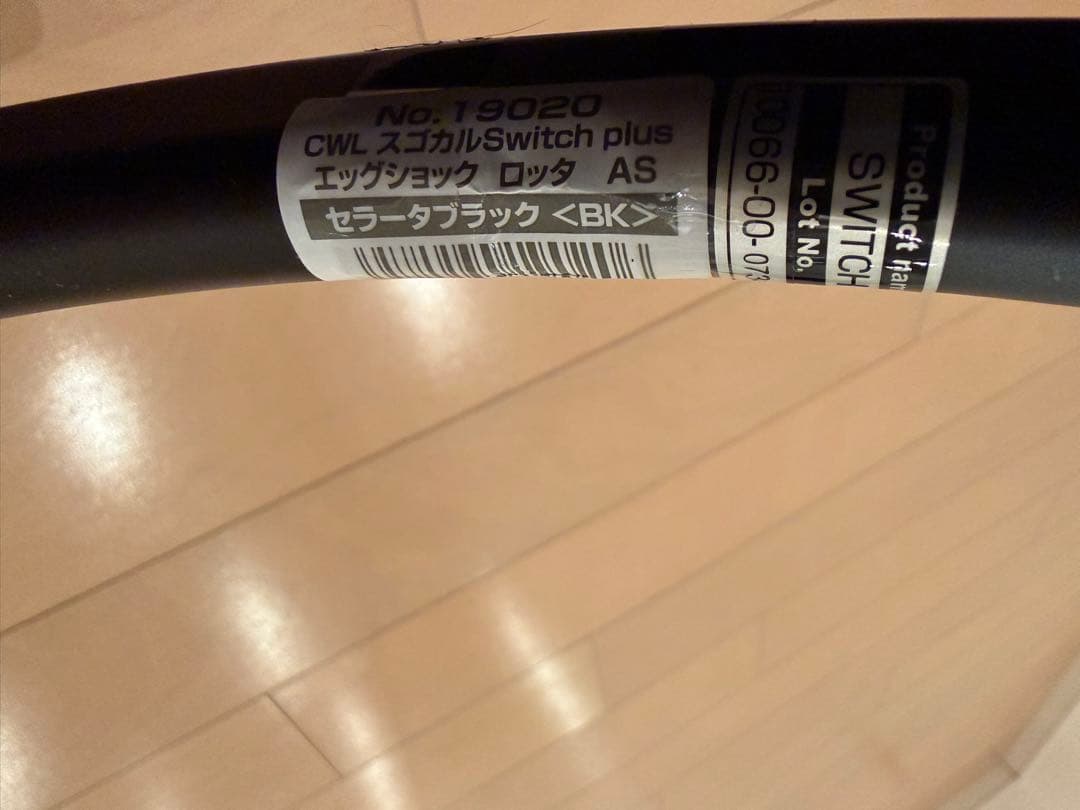 No.19020
CWL スゴカルSwitch plus
エッグショック ロッタ AS
セラータブラック <BK>
Product
SWITCH
Lot No.
0066-00-073